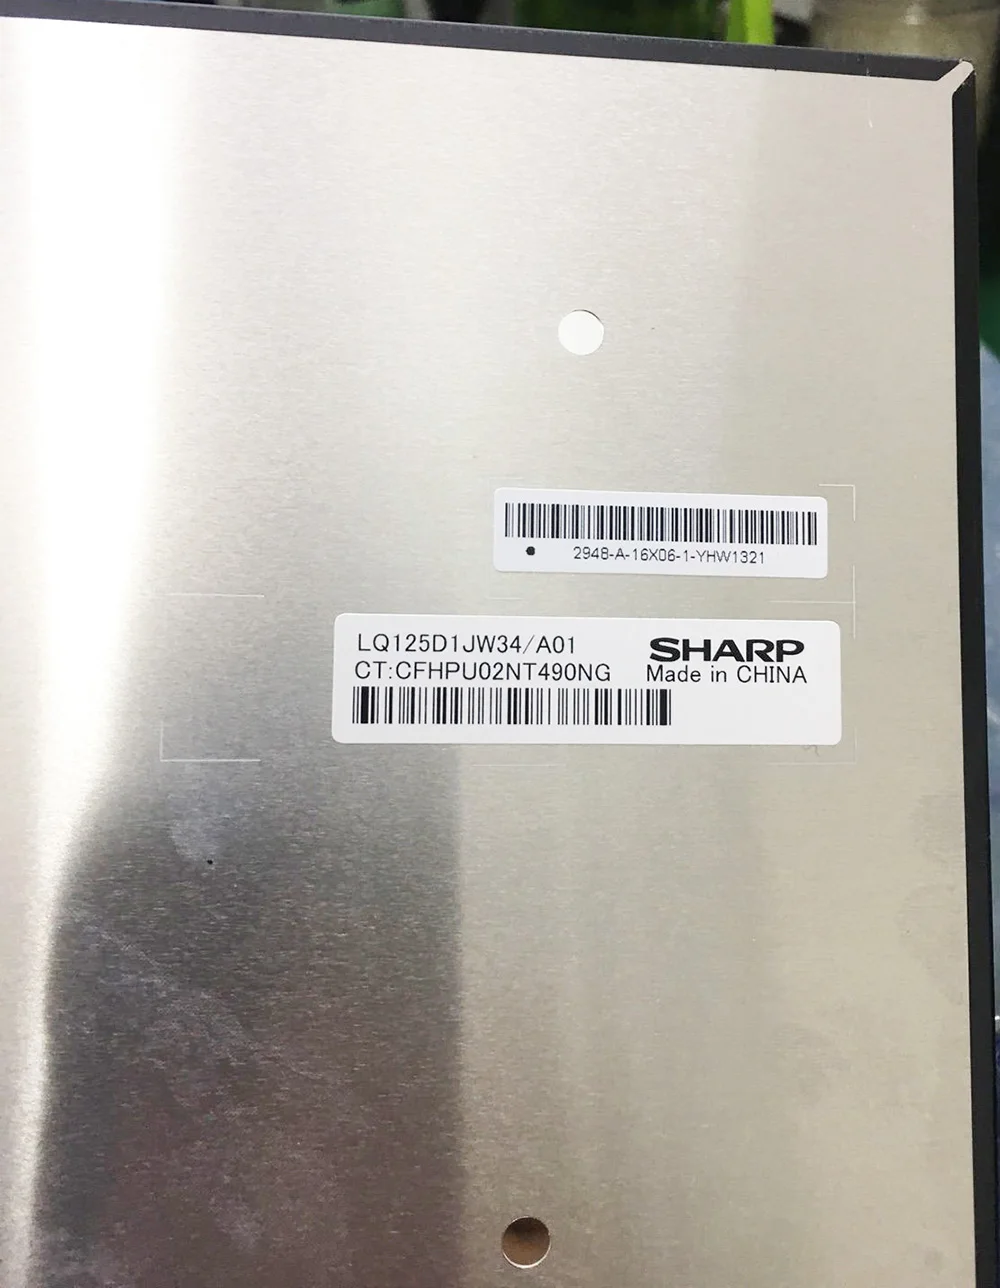 2948-A-16X06-1-YHW1321
LQ125D1JW34/A01
SHARP
CT:CFHPU02NT490NG
Made in CHINA